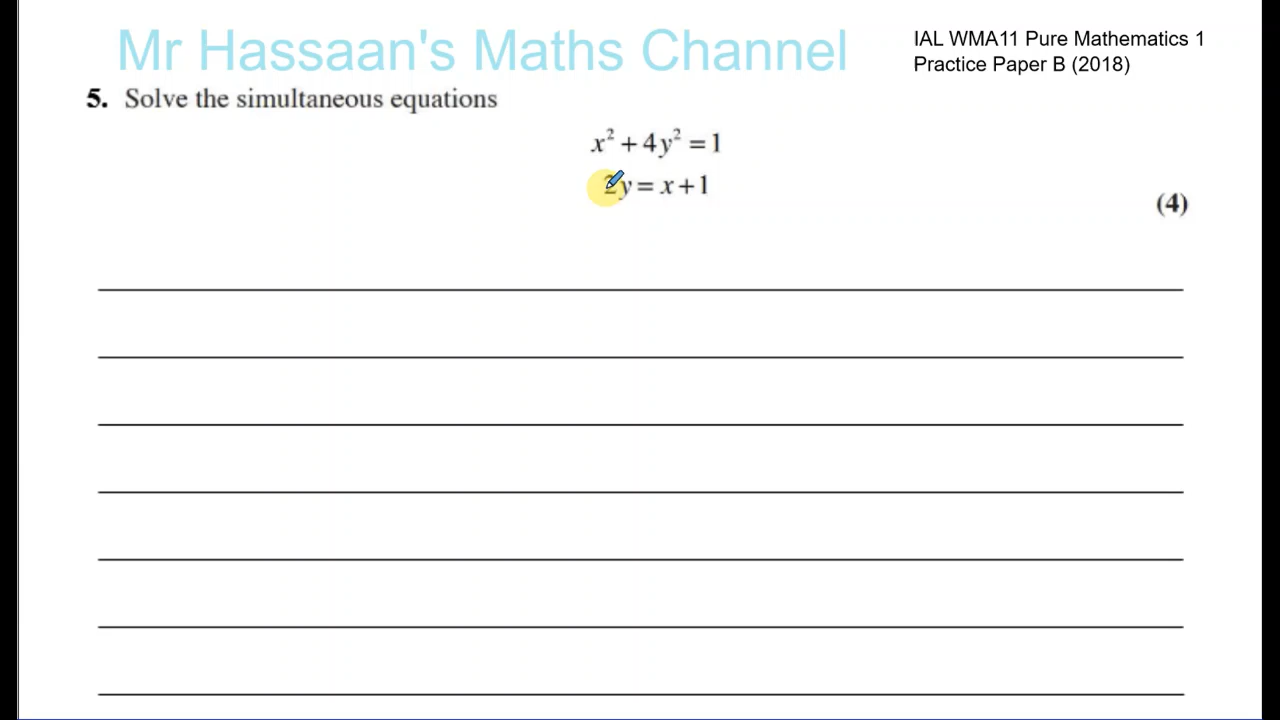 Mr Hassaan's Maths Channel
IAL WMA11 Pure Mathematics 1
Practice Paper B (2018)
5. Solve the simultaneous equations
x² + 4y² = 1
2y = x + 1
(4)